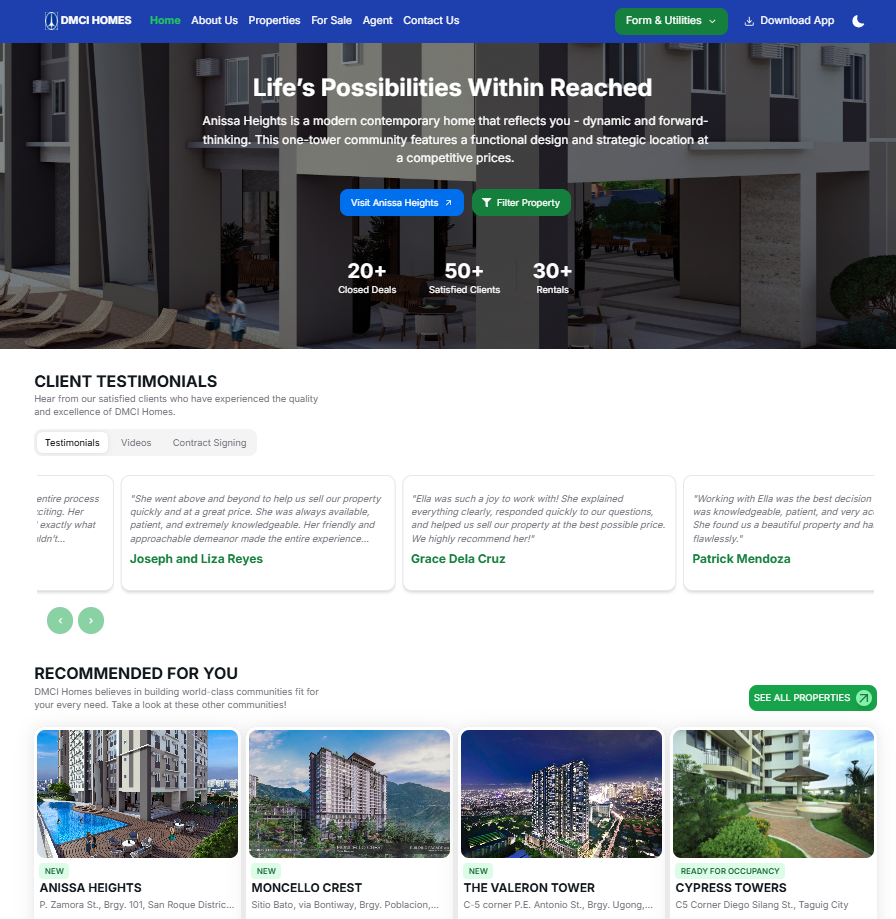 DMCI HOMES
Home
About Us
Properties
For Sale
Agent
Contact Us
Form & Utilities
Download App
Life's Possibilities Within Reached
Anissa Heights is a modern contemporary home that reflects you - dynamic and forward-
thinking. This one-tower community features a functional design and strategic location at
a competitive prices.
Visit Anissa Heights
Filter Property
20+
Closed Deals
50+
Satisfied Clients
30+
Rentals
CLIENT TESTIMONIALS
Hear from our satisfied clients who have experienced the quality
and excellence of DMCI Homes.
Testimonials
Videos
Contract Signing
entire process
citing. Her
exactly what
ldn't...
"She went above and beyond to help us sell our property
quickly and at a great price. She was always available,
patient, and extremely knowledgeable. Her friendly and
approachable demeanor made the entire experience...
Joseph and Liza Reyes
"Ella was such a joy to work with! She explained
everything clearly, responded quickly to our questions,
and helped us sell our property at the best possible price.
We highly recommend her!"
Grace Dela Cruz
"Working with Ella was the best decision
was knowledgeable, patient, and very ac
She found us a beautiful property and ha
flawlessly."
Patrick Mendoza
RECOMMENDED FOR YOU
DMCI Homes believes in building world-class communities fit for
your every need. Take a look at these other communities!
SEE ALL PROPERTIES
NEW
ANISSA HEIGHTS
P. Zamora St., Brgy. 101, San Roque Distric...
MONCELLO CREST
NEW
MONCELLO CREST
Sitio Bato, via Bontiway, Brgy. Poblacion,...
NEW
THE VALERON TOWER
C-5 corner P.E. Antonio St., Brgy. Ugong,...
READY FOR OCCUPANCY
CYPRESS TOWERS
C5 Corner Diego Silang St., Taguig City